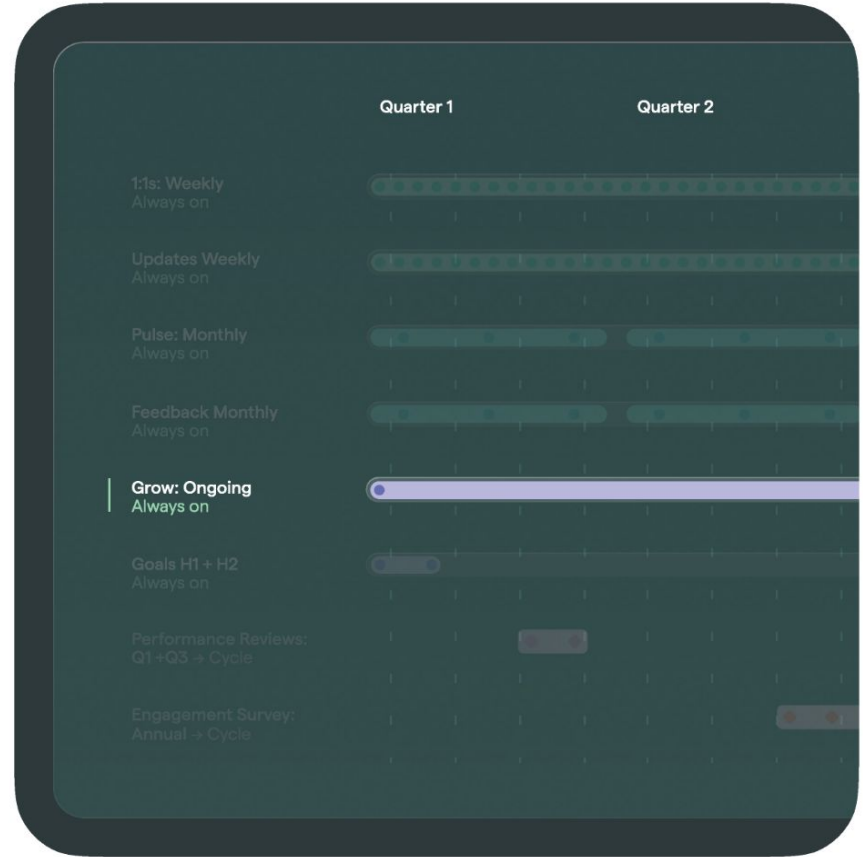 Quarter 1
Quarter 2
1:1s: Weekly
Always on
Updates Weekly
Always on
Pulse: Monthly
Always on
Feedback Monthly
Always on
Grow: Ongoing
Always on
Goals H1 + H2
Always on
Performance Reviews:
Q1+Q3 → Cycle
Engagement Survey:
Annual → Cycle